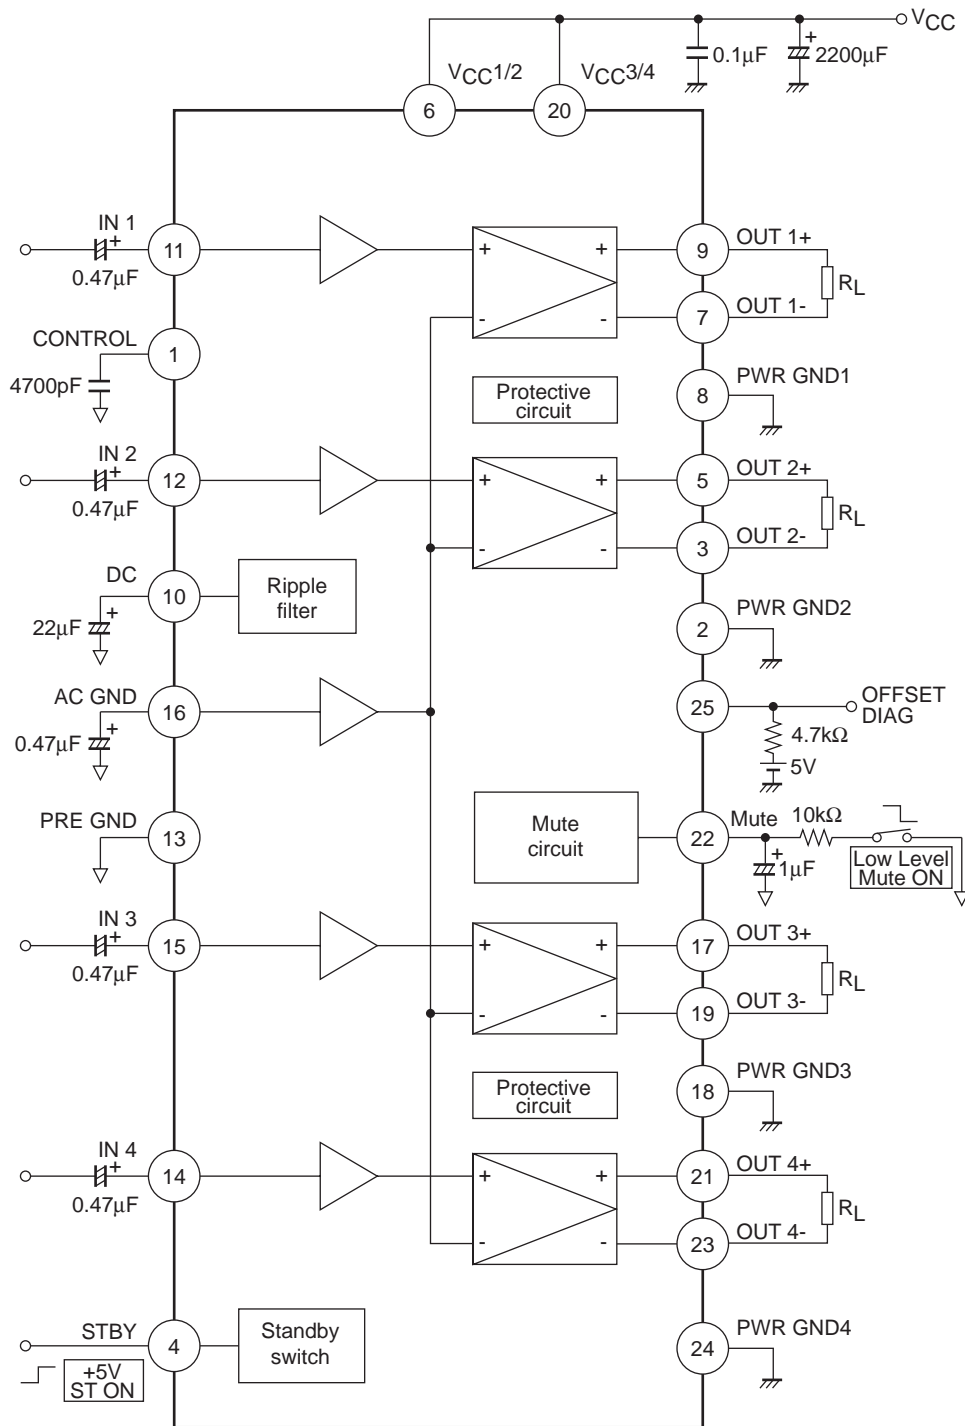 VCC
0.1µF
2200µF
+
VCC1/2
VCC3/4
6
20
IN 1
+
0.47µF
11
+
+
-
-
9
OUT 1+
RL
7
OUT 1-
CONTROL
1
4700pF
Protective
circuit
8
PWR GND1
IN 2
+
0.47µF
12
+
+
-
-
5
OUT 2+
RL
3
OUT 2-
DC
10
+
22µF
Ripple
filter
2
PWR GND2
AC GND
16
+
0.47µF
25
OFFSET
DIAG
4.7kΩ
5V
PRE GND
13
Mute
circuit
22
Mute
10kΩ
+
1µF
Low Level
Mute ON
IN 3
+
0.47µF
15
+
+
-
-
17
OUT 3+
RL
19
OUT 3-
Protective
circuit
18
PWR GND3
IN 4
+
0.47µF
14
+
+
-
-
21
OUT 4+
RL
23
OUT 4-
STBY
4
+5V
ST ON
Standby
switch
24
PWR GND4